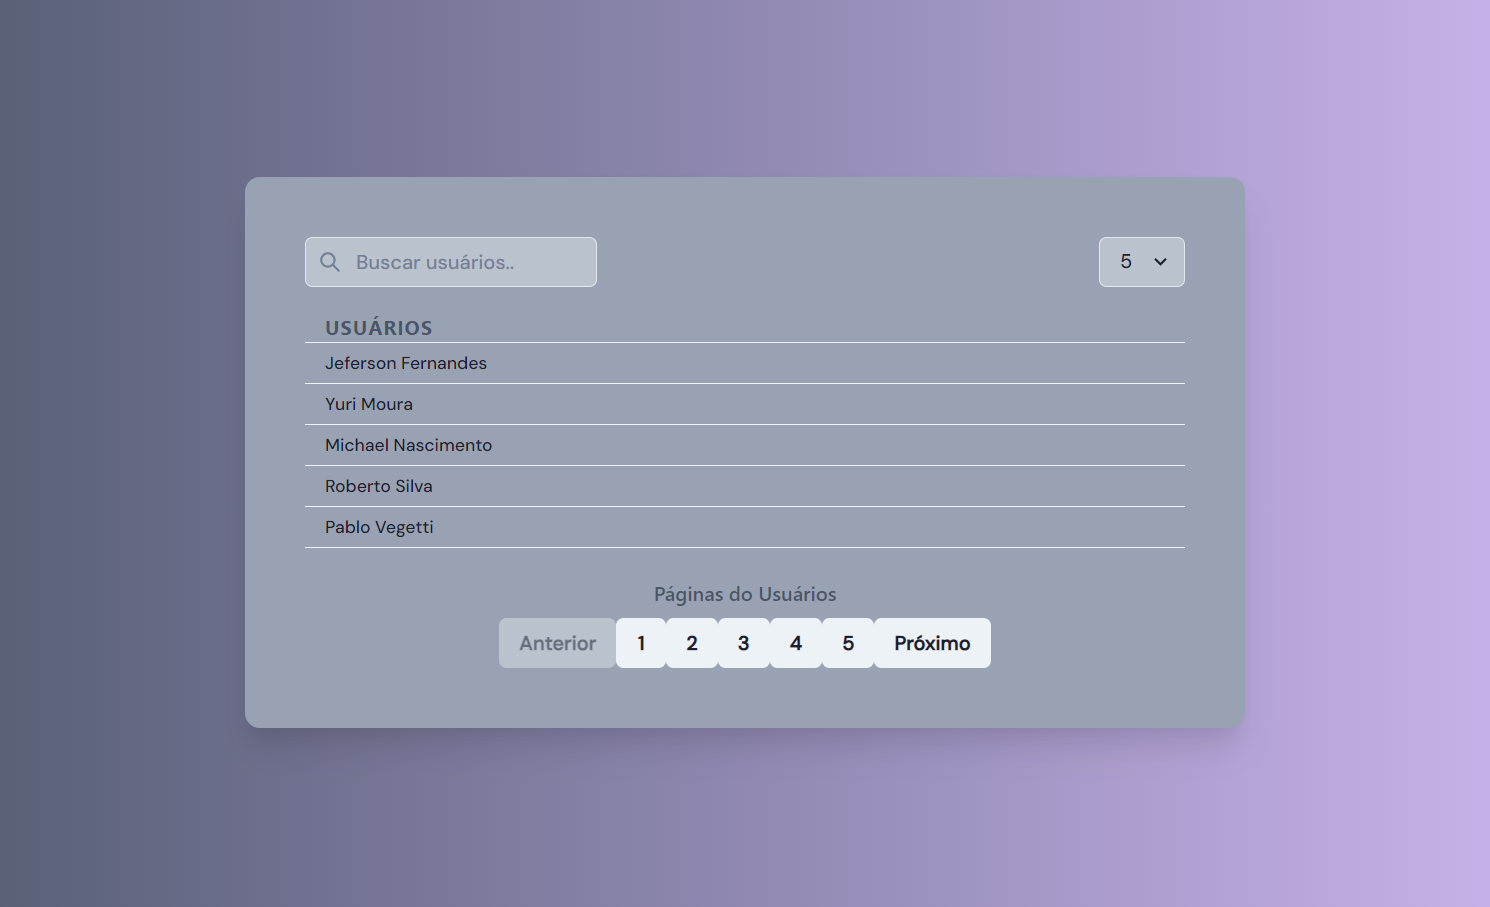 Buscar usuários..
5
USUÁRIOS
Jeferson Fernandes
Yuri Moura
Michael Nascimento
Roberto Silva
Pablo Vegetti
Páginas do Usuários
Anterior 1 2 3 4 5 Próximo